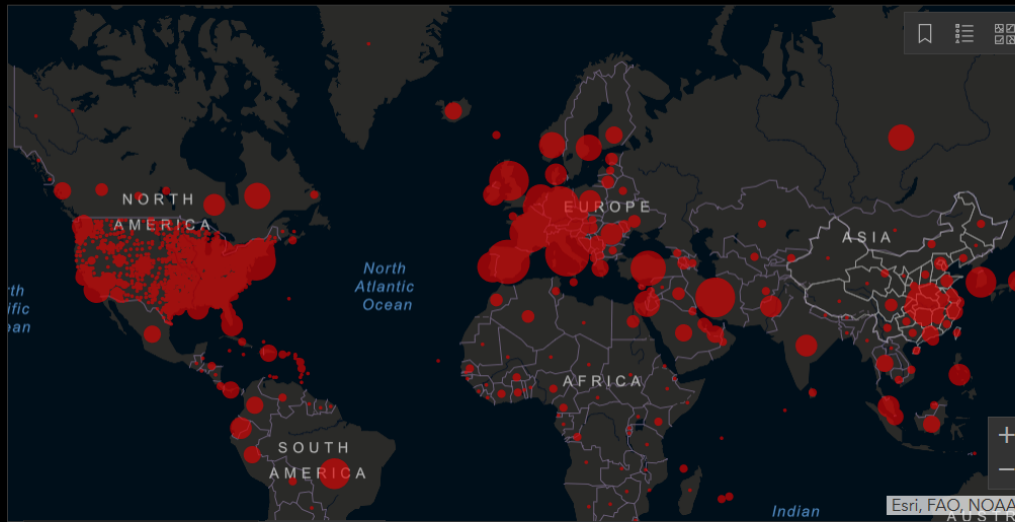 NORTH
AMERICA
EUROPE
ASIA
North
Atlantic
Ocean
AFRICA
SOUTH
AMERICA
+
−
Esri, FAO, NOAA
Indian